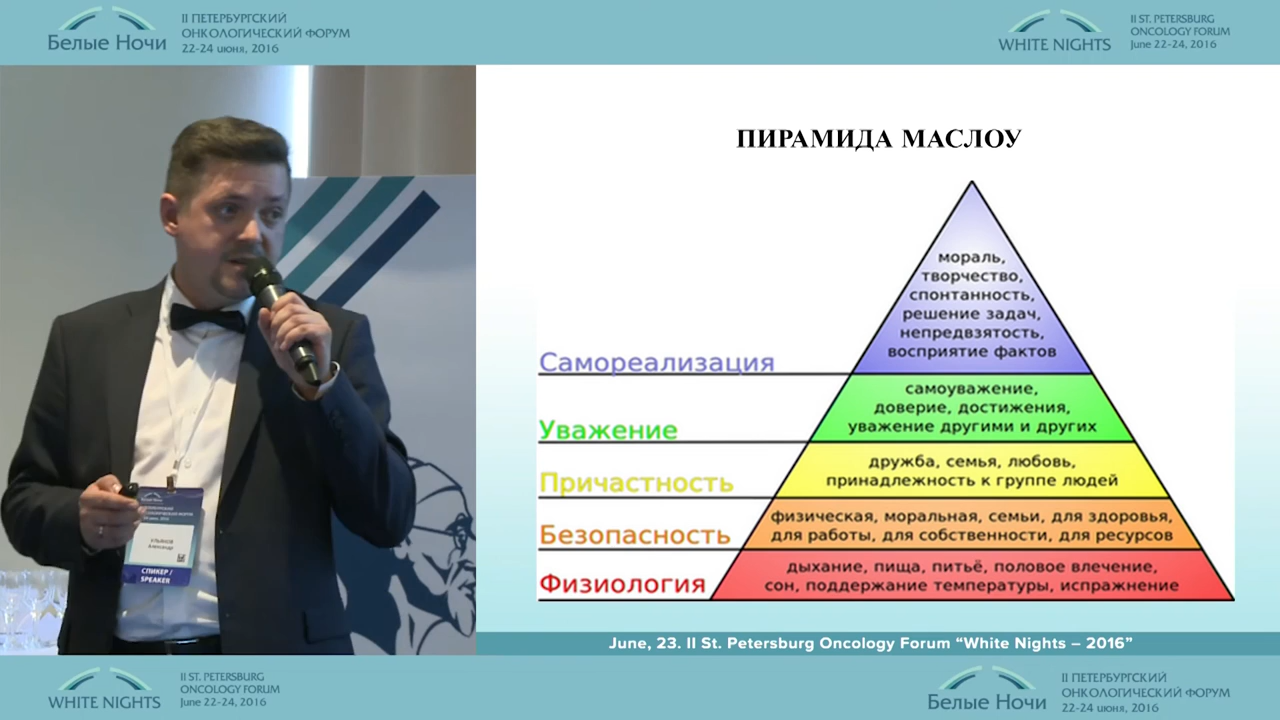 II ПЕТЕРБУРГСКИЙ
ОНКОЛОГИЧЕСКИЙ ФОРУМ
22-24 июня, 2016
Белые Ночи
II ST. PETERSBURG
ONCOLOGY FORUM
June 22-24, 2016
WHITE NIGHTS
ПИРАМИДА МАСЛОУ
мораль,
творчество,
спонтанность,
решение задач,
непредвзятость,
восприятие фактов
Самореализация
самоуважение,
доверие, достижения,
уважение другими и других
Уважение
дружба, семья, любовь,
принадлежность к группе людей
Причастность
физическая, моральная, семьи, для здоровья,
для работы, для собственности, для ресурсов
Безопасность
дыхание, пища, питьё, половое влечение,
сон, поддержание температуры, испражнение
Физиология
Белые Ночи
УЛЬЯНОВ
Александр
СПИКЕР /
SPEAKER
June, 23. II St. Petersburg Oncology Forum “White Nights – 2016”
II ST. PETERSBURG
ONCOLOGY FORUM
June 22-24, 2016
WHITE NIGHTS
II ПЕТЕРБУРГСКИЙ
ОНКОЛОГИЧЕСКИЙ ФОРУМ
22-24 июня, 2016
Белые Ночи